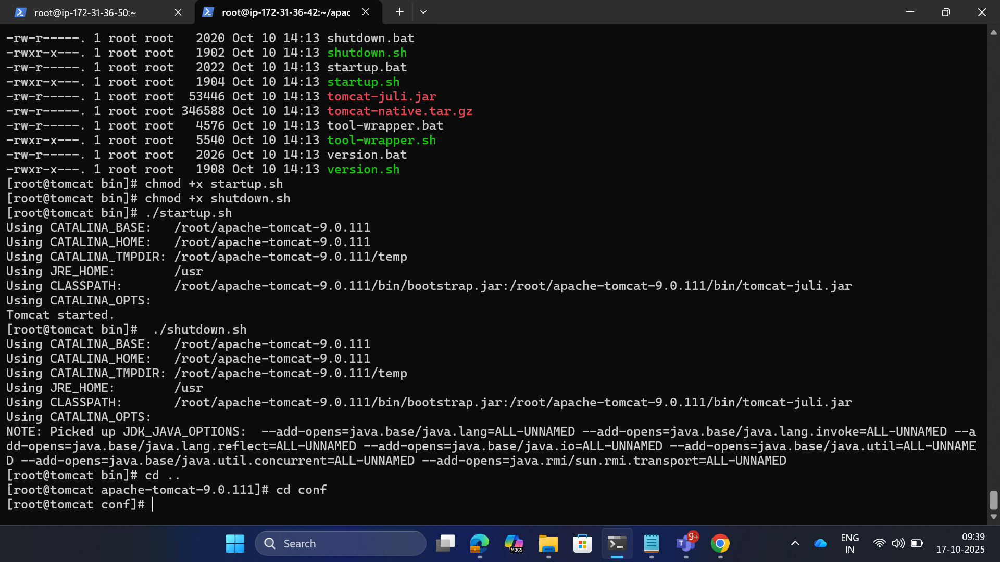 root@ip-172-31-36-50:~
root@ip-172-31-36-42:~/apac
-rw-r-----. 1 root root   2020 Oct 10 14:13 shutdown.bat
-rwxr-x---. 1 root root   1902 Oct 10 14:13 shutdown.sh
-rw-r-----. 1 root root   2022 Oct 10 14:13 startup.bat
-rwxr-x---. 1 root root   1904 Oct 10 14:13 startup.sh
-rw-r-----. 1 root root  53446 Oct 10 14:13 tomcat-juli.jar
-rw-r-----. 1 root root 346588 Oct 10 14:13 tomcat-native.tar.gz
-rw-r-----. 1 root root   4576 Oct 10 14:13 tool-wrapper.bat
-rwxr-x---. 1 root root   5540 Oct 10 14:13 tool-wrapper.sh
-rw-r-----. 1 root root   2026 Oct 10 14:13 version.bat
-rwxr-x---. 1 root root   1908 Oct 10 14:13 version.sh
[root@tomcat bin]# chmod +x startup.sh
[root@tomcat bin]# chmod +x shutdown.sh
[root@tomcat bin]# ./startup.sh
Using CATALINA_BASE:   /root/apache-tomcat-9.0.111
Using CATALINA_HOME:   /root/apache-tomcat-9.0.111
Using CATALINA_TMPDIR: /root/apache-tomcat-9.0.111/temp
Using JRE_HOME:        /usr
Using CLASSPATH:       /root/apache-tomcat-9.0.111/bin/bootstrap.jar:/root/apache-tomcat-9.0.111/bin/tomcat-juli.jar
Using CATALINA_OPTS:
Tomcat started.
[root@tomcat bin]#  ./shutdown.sh
Using CATALINA_BASE:   /root/apache-tomcat-9.0.111
Using CATALINA_HOME:   /root/apache-tomcat-9.0.111
Using CATALINA_TMPDIR: /root/apache-tomcat-9.0.111/temp
Using JRE_HOME:        /usr
Using CLASSPATH:       /root/apache-tomcat-9.0.111/bin/bootstrap.jar:/root/apache-tomcat-9.0.111/bin/tomcat-juli.jar
Using CATALINA_OPTS:
NOTE: Picked up JDK_JAVA_OPTIONS:  --add-opens=java.base/java.lang=ALL-UNNAMED --add-opens=java.base/java.lang.invoke=ALL-UNNAMED --a
dd-opens=java.base/java.lang.reflect=ALL-UNNAMED --add-opens=java.base/java.io=ALL-UNNAMED --add-opens=java.base/java.util=ALL-UNNAME
D --add-opens=java.base/java.util.concurrent=ALL-UNNAMED --add-opens=java.rmi/sun.rmi.transport=ALL-UNNAMED
[root@tomcat bin]# cd ..
[root@tomcat apache-tomcat-9.0.111]# cd conf
[root@tomcat conf]#
Search
M365
T
9+
ENG
IN
09:39
17-10-2025